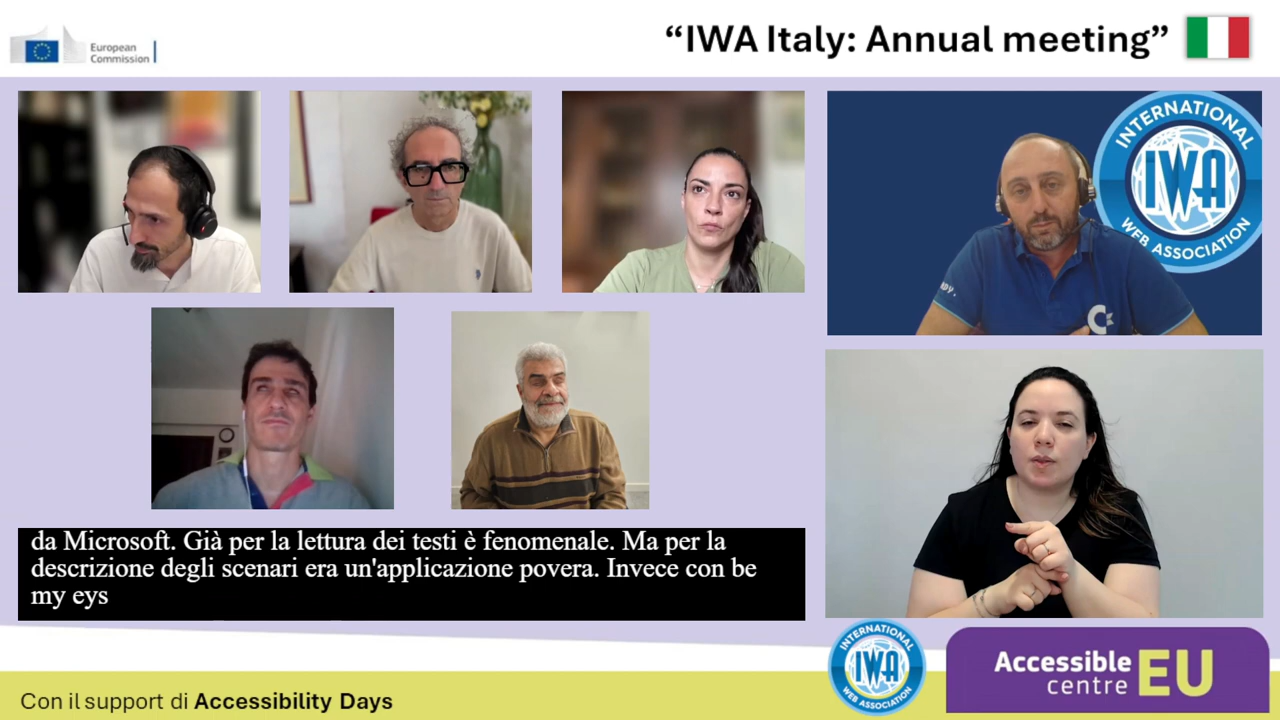 European
Commission
“IWA Italy: Annual meeting”
INTERNATIONAL
IWA
WEB ASSOCIATION
da Microsoft. Già per la lettura dei testi è fenomenale. Ma per la
descrizione degli scenari era un'applicazione povera. Invece con be
my eys
INTERNATIONAL
IWA
WEB ASSOCIATION
Accessible
centre EU
Con il support di Accessibility Days